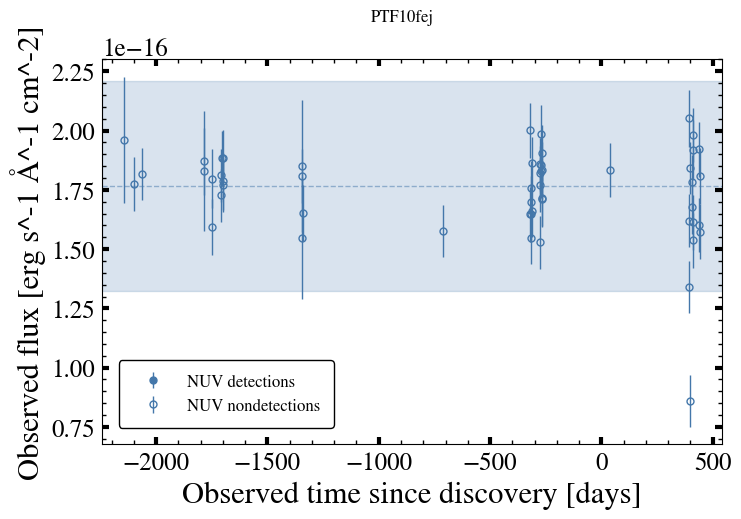 PTF10fej
1e−16
2.25
2.00
1.75
1.50
1.25
1.00
0.75
Observed flux [erg s^-1 Å^-1 cm^-2]
NUV detections
NUV nondetections
−2000 −1500 −1000 −500 0 500
Observed time since discovery [days]